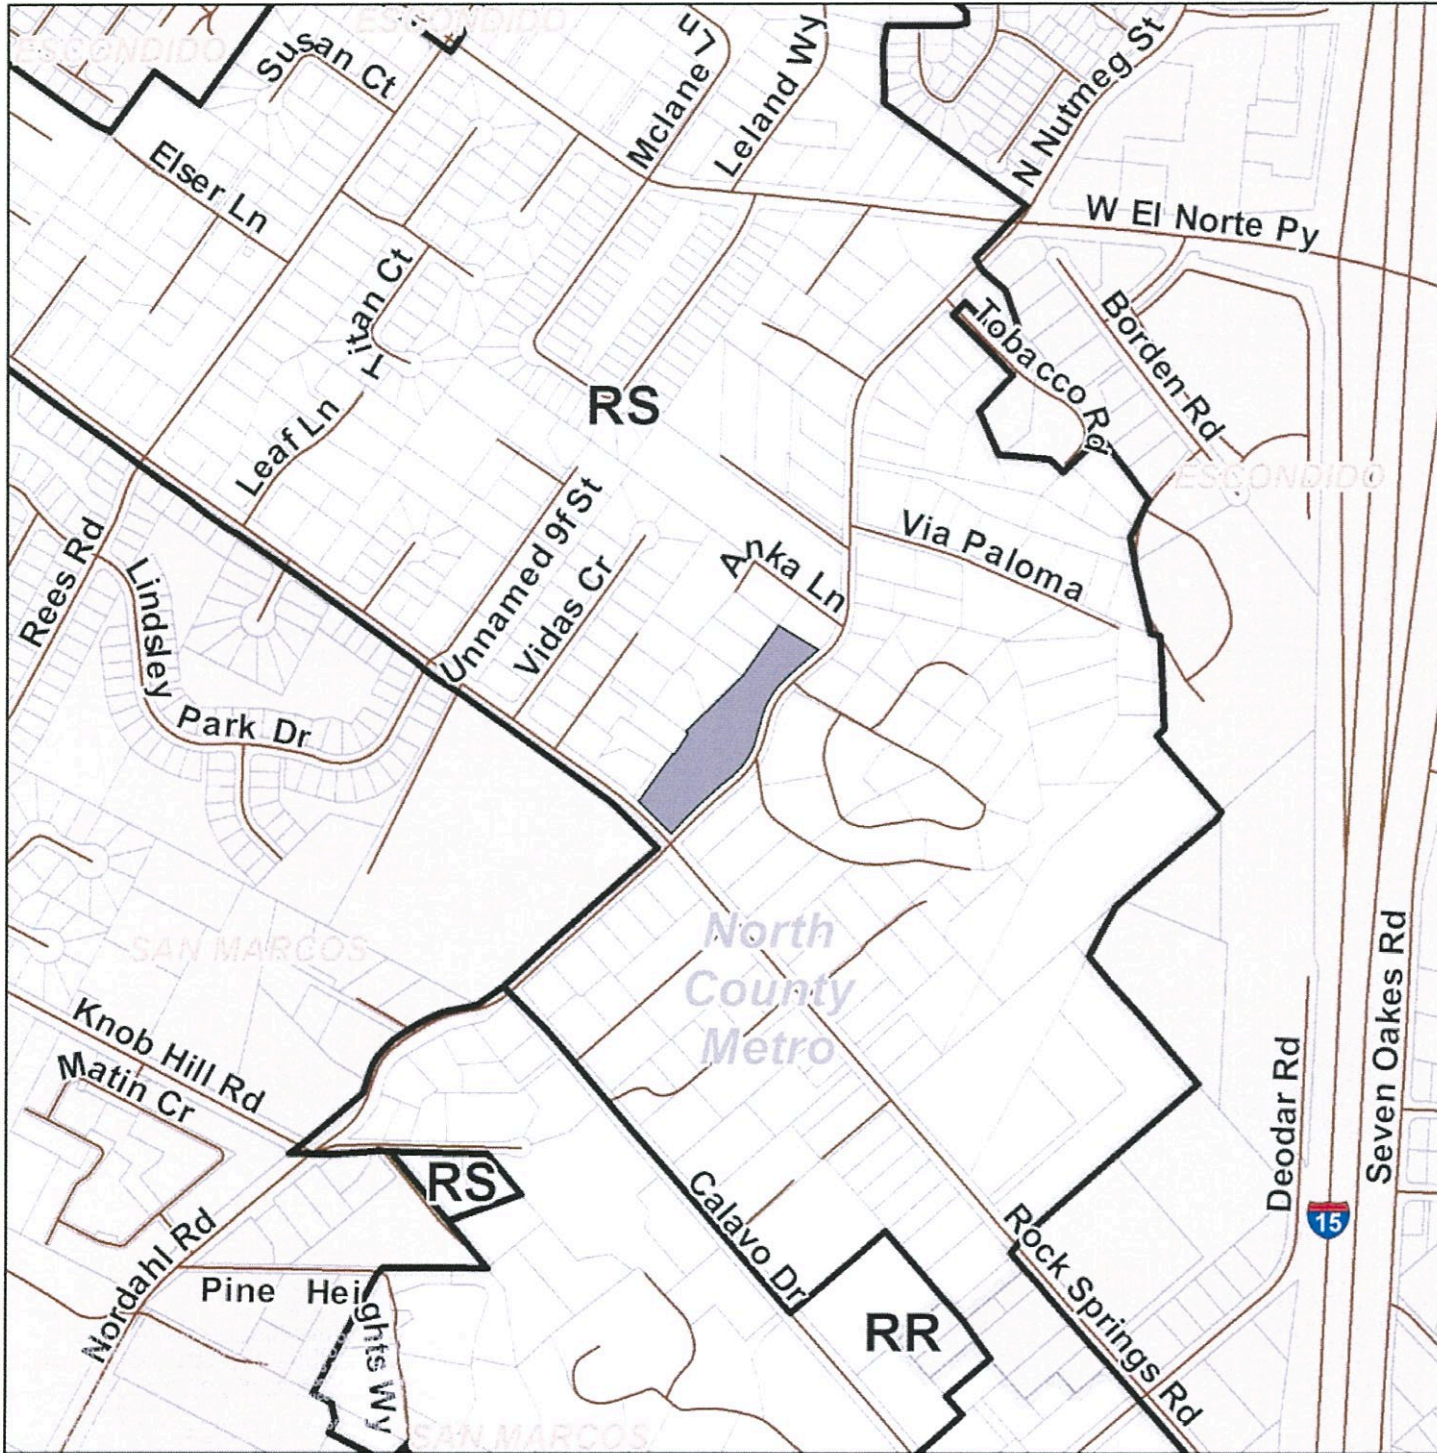 ESCONDIDO
ESCONDIDO
Susan Ct
Mclane Ln
Leland Wy
N Nutmeg St
Elser Ln
W El Norte Py
Titan Ct
Tobacco Rd
Borden Rd
RS
Leaf Ln
ESCONDIDO
Unnamed 9f St
Via Paloma
Anka Ln
Rees Rd
Vidas Cr
Lindsley
Park Dr
North
County
Metro
SAN MARCOS
Knob Hill Rd
Matin Cr
Seven Oakes Rd
Deodar Rd
RS
Calavo Dr
Rock Springs Rd
15
Nordahl Rd
Pine Heights Wy
RR
SAN MARCOS